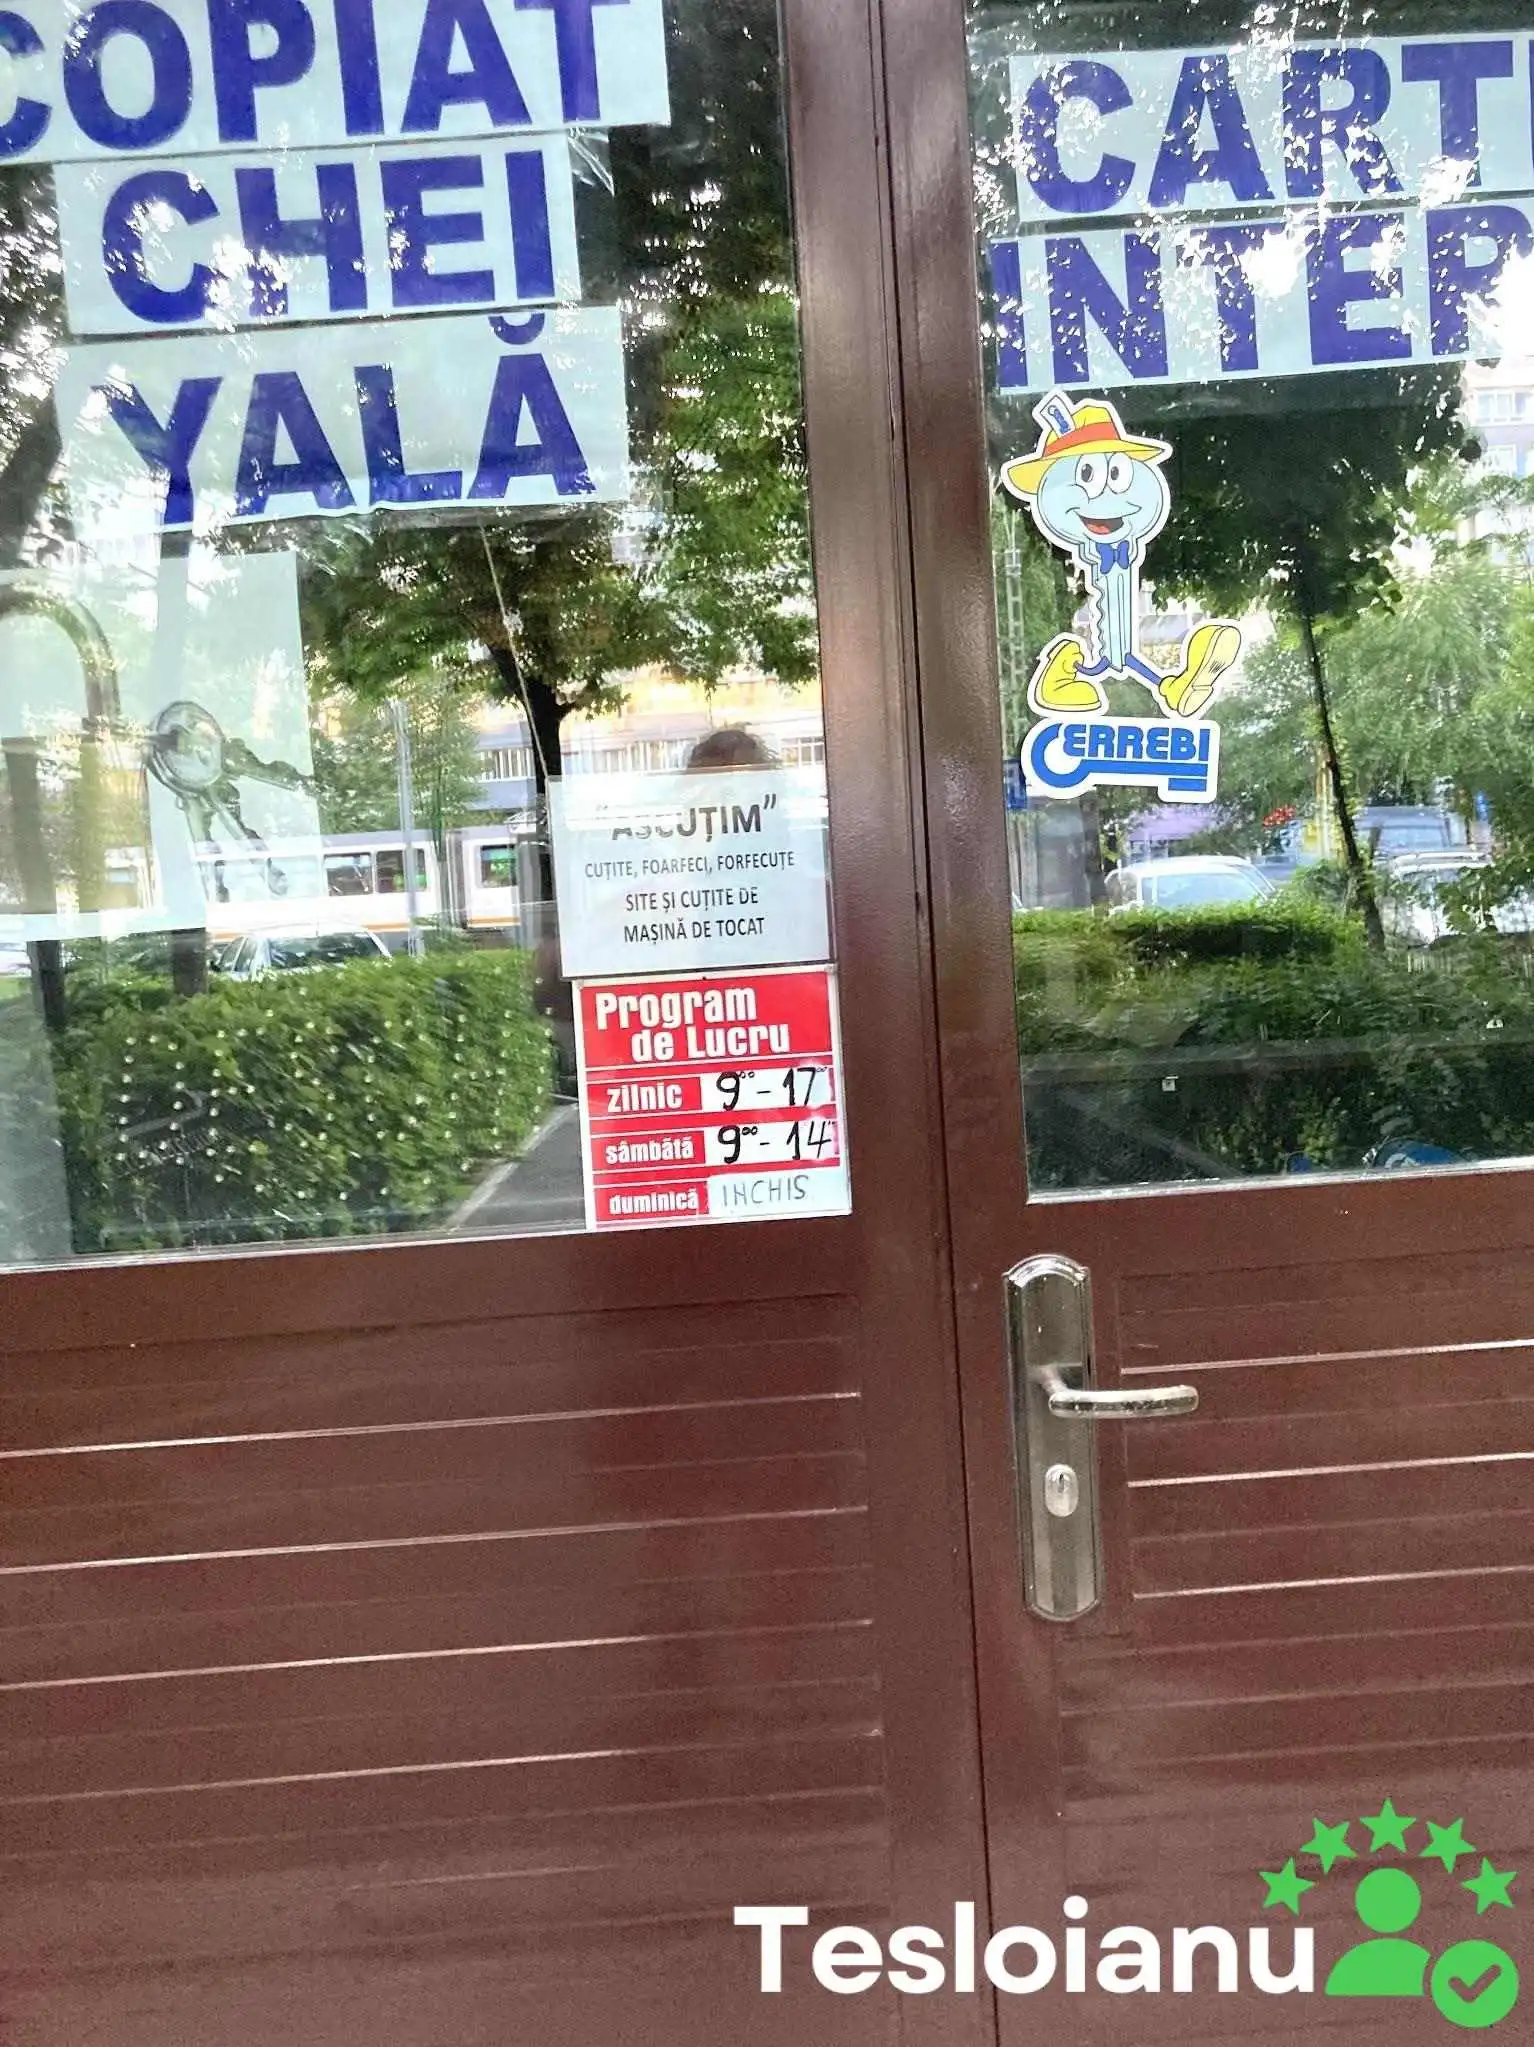 COPIAT
CHEI
YALĂ
CART
INTER
CERREBI
"ASCUȚIM"
CUȚITE, FOARFECI, FORFECUȚE
SITE ȘI CUȚITE DE
MAȘINĂ DE TOCAT
Program
de Lucru
zilnic 9⁰⁰-17⁰⁰
sâmbătă 9⁰⁰-14⁰⁰
duminică INCHIS
Tesloianu